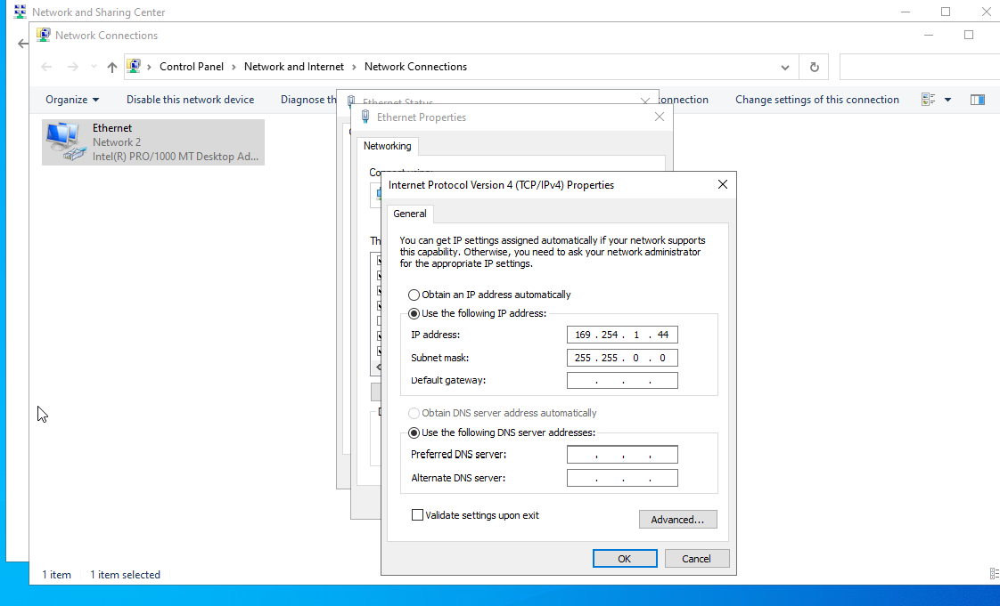 Network and Sharing Center
Network Connections
Control Panel > Network and Internet > Network Connections
Organize Disable this network device Diagnose th onnection Change settings of this connection
Ethernet Status
Ethernet Properties
Ethernet
Network 2
Intel(R) PRO/1000 MT Desktop Ad...
Networking
Connect using:
Th
Internet Protocol Version 4 (TCP/IPv4) Properties
General
You can get IP settings assigned automatically if your network supports
this capability. Otherwise, you need to ask your network administrator
for the appropriate IP settings.
Obtain an IP address automatically
Use the following IP address:
IP address: 169 . 254 . 1 . 44
Subnet mask: 255 . 255 . 0 . 0
Default gateway: . . .
Obtain DNS server address automatically
Use the following DNS server addresses:
Preferred DNS server: . . .
Alternate DNS server: . . .
Validate settings upon exit
Advanced...
OK Cancel
1 item 1 item selected